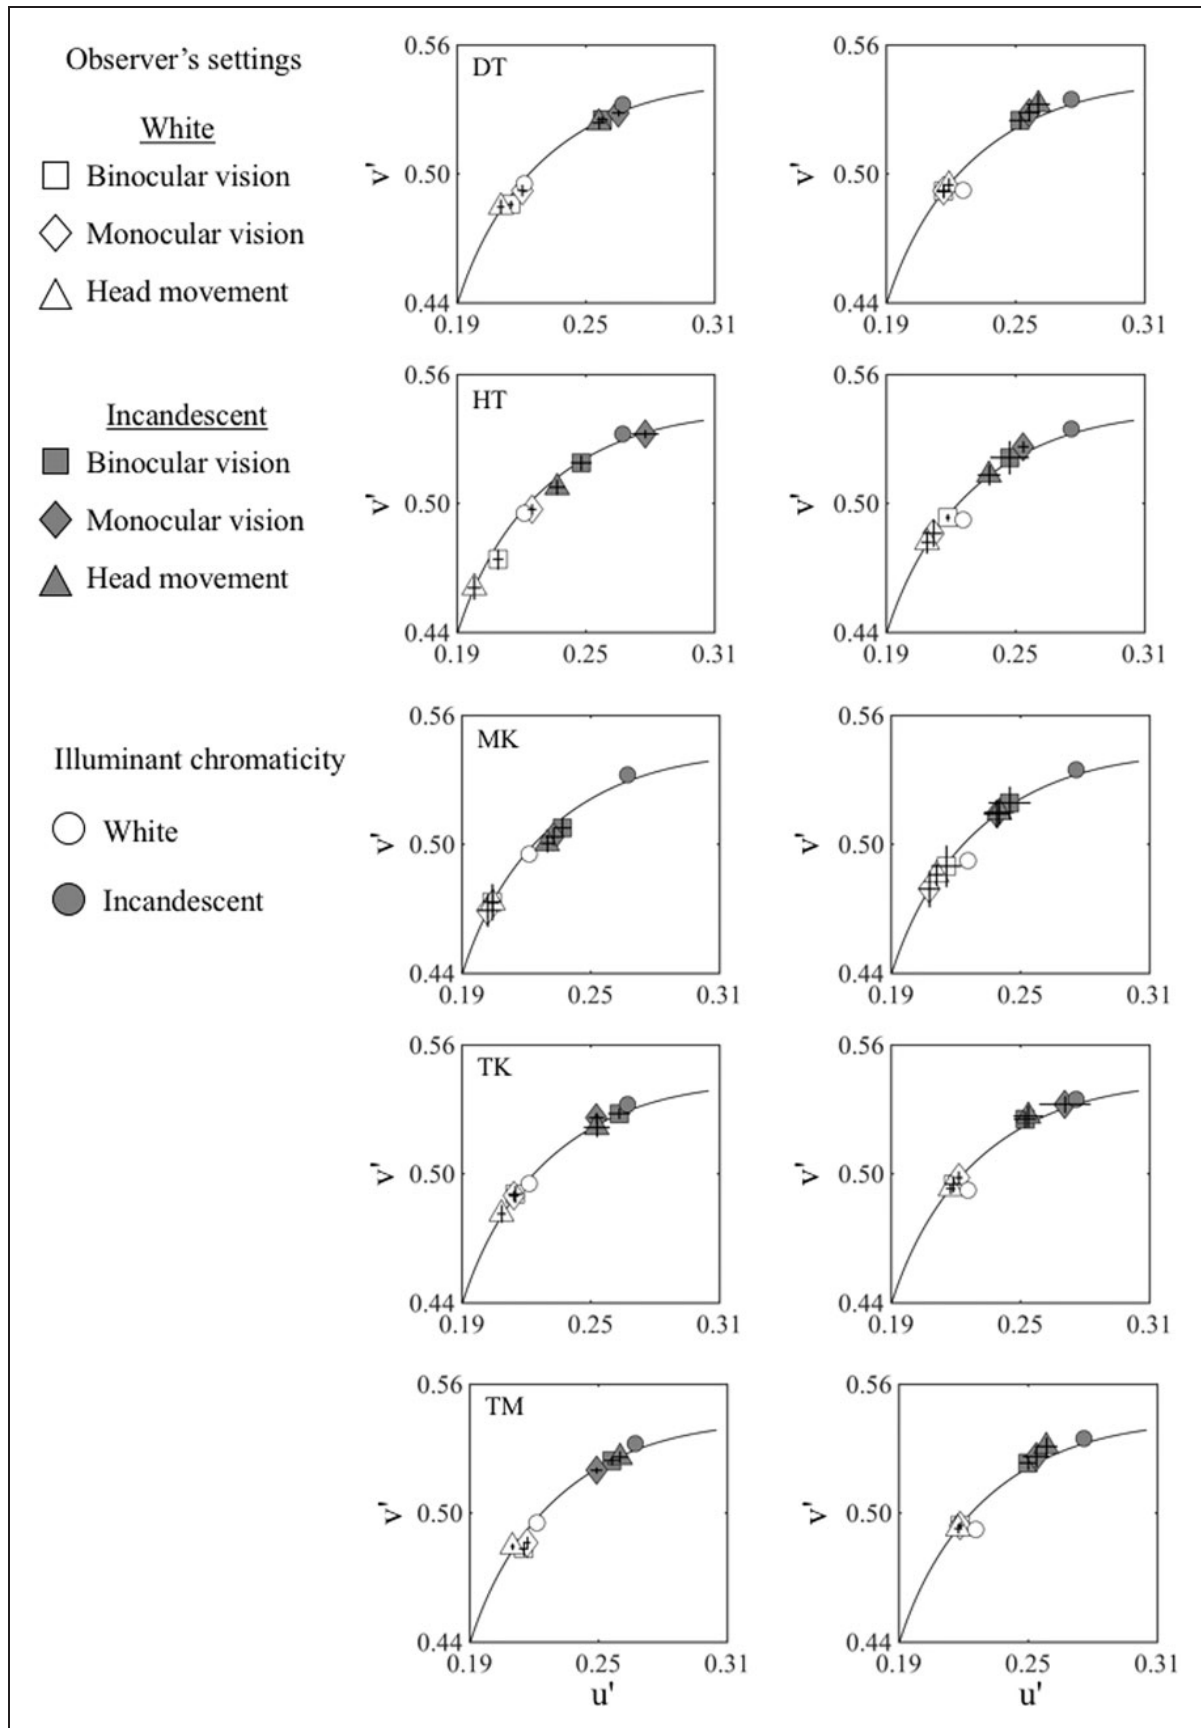 Observer's settings
White
Binocular vision
Monocular vision
Head movement
Incandescent
Binocular vision
Monocular vision
Head movement
Illuminant chromaticity
White
Incandescent
0.56
DT
v'
0.50
0.44
0.19 0.25 0.31
0.56
v'
0.50
0.44
0.19 0.25 0.31
0.56
HT
v'
0.50
0.44
0.19 0.25 0.31
0.56
v'
0.50
0.44
0.19 0.25 0.31
0.56
MK
v'
0.50
0.44
0.19 0.25 0.31
0.56
v'
0.50
0.44
0.19 0.25 0.31
0.56
TK
v'
0.50
0.44
0.19 0.25 0.31
0.56
v'
0.50
0.44
0.19 0.25 0.31
0.56
TM
v'
0.50
0.44
0.19 0.25 0.31
u'
0.56
v'
0.50
0.44
0.19 0.25 0.31
u'